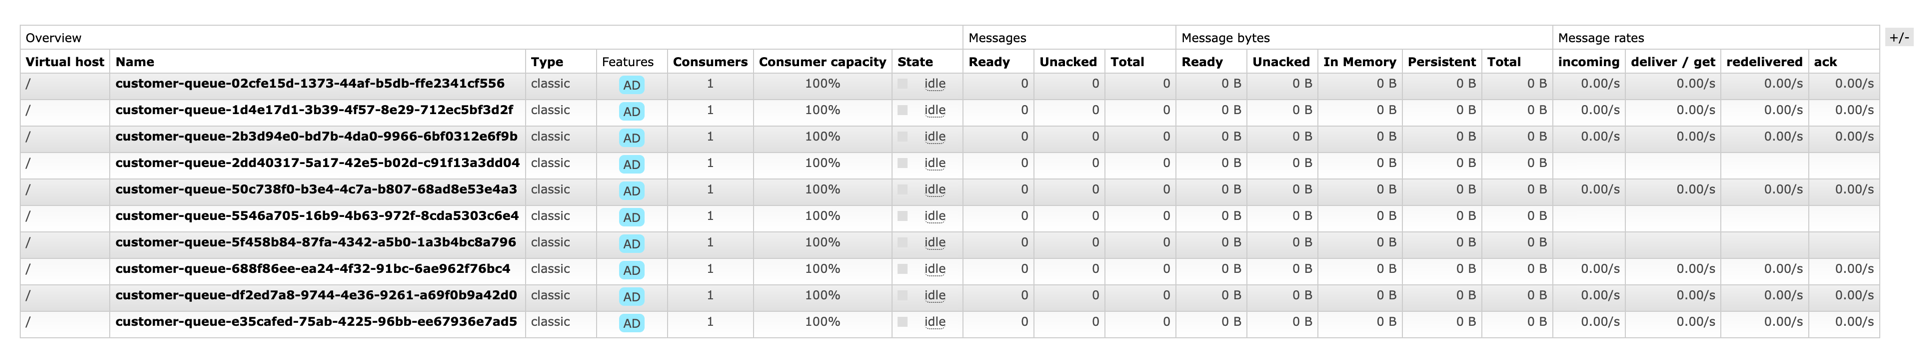 Overview Messages Message bytes Message rates +/-
Virtual host Name Type Features Consumers Consumer capacity State Ready Unacked Total Ready Unacked In Memory Persistent Total incoming deliver / get redelivered ack
/ customer-queue-02cfe15d-1373-44af-b5db-ffe2341cf556 classic AD 1 100% idle 0 0 0 0 B 0 B 0 B 0 B 0 B 0.00/s 0.00/s 0.00/s 0.00/s
/ customer-queue-1d4e17d1-3b39-4f57-8e29-712ec5bf3d2f classic AD 1 100% idle 0 0 0 0 B 0 B 0 B 0 B 0 B 0.00/s 0.00/s 0.00/s 0.00/s
/ customer-queue-2b3d94e0-bd7b-4da0-9966-6bf0312e6f9b classic AD 1 100% idle 0 0 0 0 B 0 B 0 B 0 B 0 B 0.00/s 0.00/s 0.00/s 0.00/s
/ customer-queue-2dd40317-5a17-42e5-b02d-c91f13a3dd04 classic AD 1 100% idle 0 0 0 0 B 0 B 0 B 0 B 0 B
/ customer-queue-50c738f0-b3e4-4c7a-b807-68ad8e53e4a3 classic AD 1 100% idle 0 0 0 0 B 0 B 0 B 0 B 0 B 0.00/s 0.00/s 0.00/s 0.00/s
/ customer-queue-5546a705-16b9-4b63-972f-8cda5303c6e4 classic AD 1 100% idle 0 0 0 0 B 0 B 0 B 0 B 0 B
/ customer-queue-5f458b84-87fa-4342-a5b0-1a3b4bc8a796 classic AD 1 100% idle 0 0 0 0 B 0 B 0 B 0 B 0 B
/ customer-queue-688f86ee-ea24-4f32-91bc-6ae962f76bc4 classic AD 1 100% idle 0 0 0 0 B 0 B 0 B 0 B 0 B 0.00/s 0.00/s 0.00/s 0.00/s
/ customer-queue-df2ed7a8-9744-4e36-9261-a69f0b9a42d0 classic AD 1 100% idle 0 0 0 0 B 0 B 0 B 0 B 0 B 0.00/s 0.00/s 0.00/s 0.00/s
/ customer-queue-e35cafed-75ab-4225-96bb-ee67936e7ad5 classic AD 1 100% idle 0 0 0 0 B 0 B 0 B 0 B 0 B 0.00/s 0.00/s 0.00/s 0.00/s